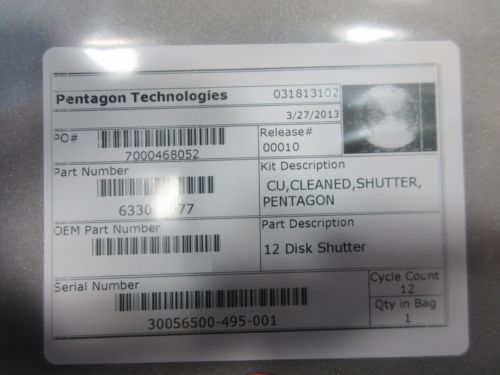 Pentagon Technologies 031813102
3/27/2013
PO#
7000468052
Release#
00010
Part Number
Kit Description
CU,CLEANED,SHUTTER,
PENTAGON
OEM Part Number
Part Description
12 Disk Shutter
Serial Number
30056500-495-001
Cycle Count
12
Qty in Bag
1